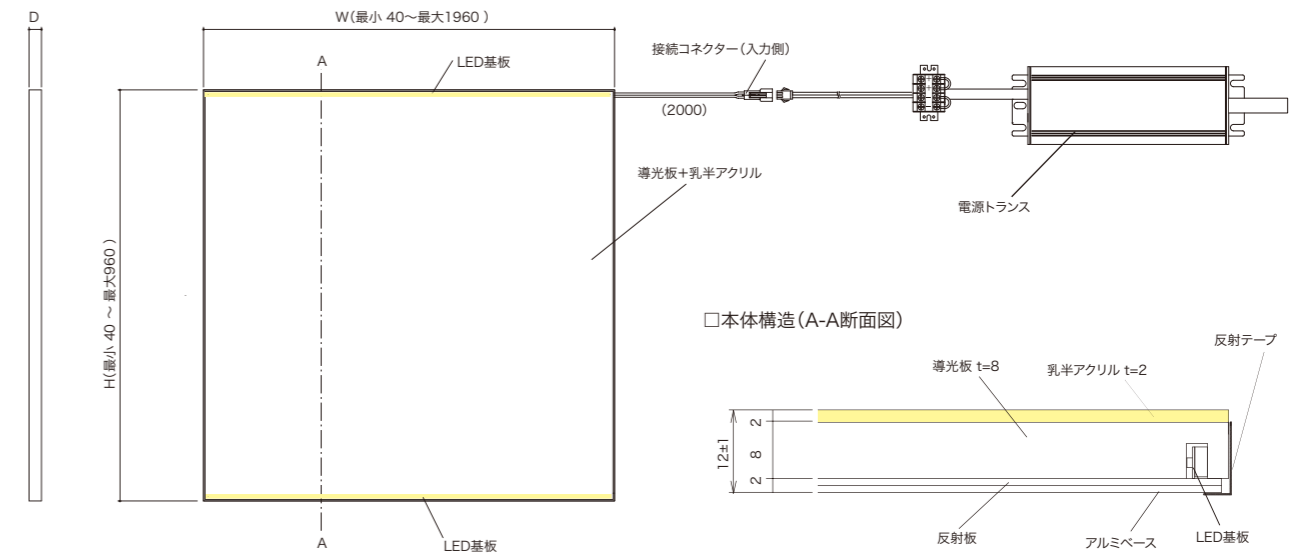 D
W(最小 40〜最大1960 )
A
LED基板
接続コネクター(入力側)
(2000)
導光板+乳半アクリル
電源トランス
H(最小 40 〜 最大960 )
□本体構造(A-A断面図)
反射テープ
導光板 t=8
乳半アクリル t=2
12±1
2
8
2
反射板
アルミベース
LED基板
A
LED基板